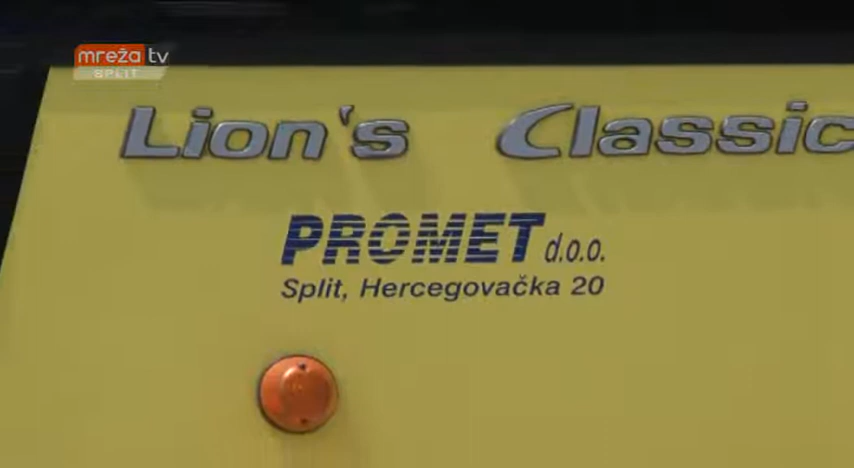 mreža tv
SPLIT
Lion's Classic
PROMET d.o.o.
Split, Hercegovačka 20